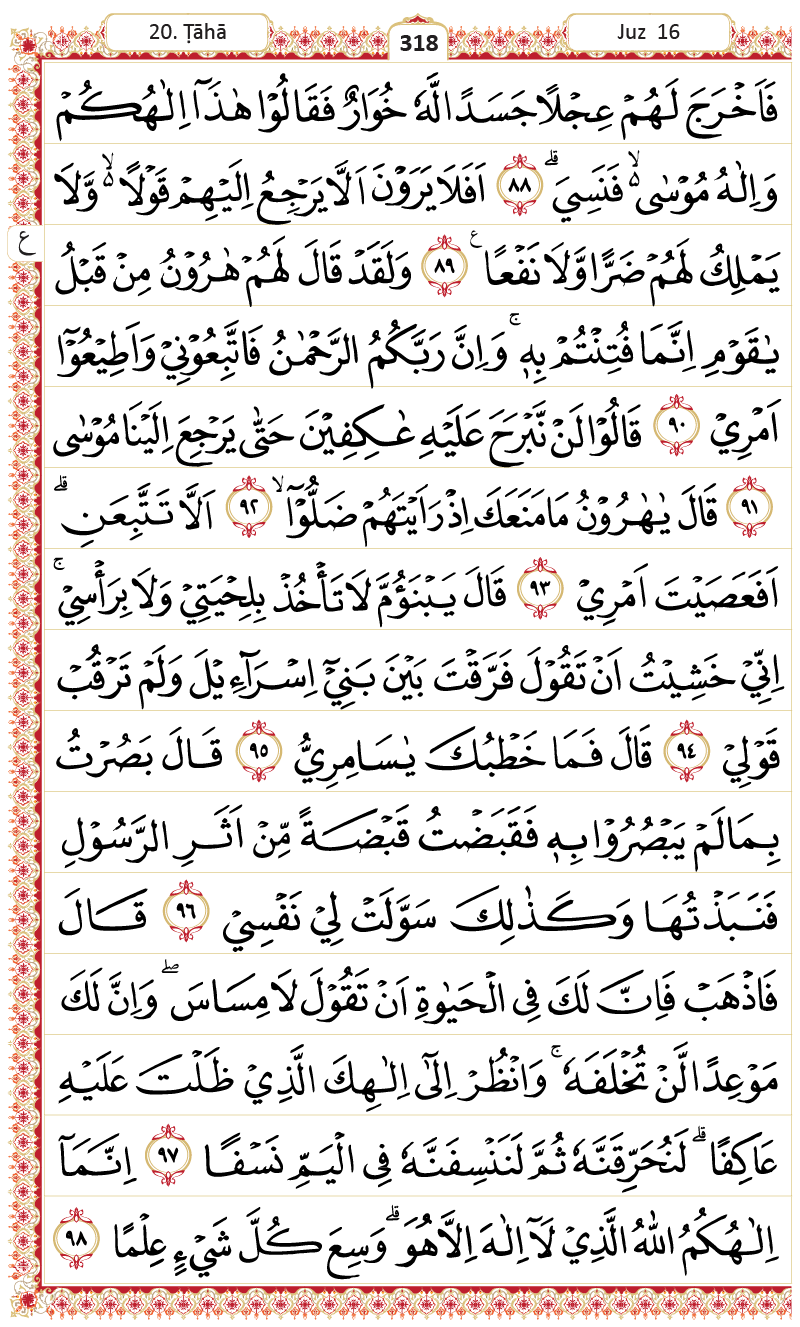 20. Ṭāhā
318
Juz 16
فَاَخْرَجَ لَهُمْ عِجْلًا جَسَدًا لَّهٗ خُوَارٌ فَقَالُوْا هٰذَآ اِلٰهُكُمْ
وَاِلٰهُ مُوْسٰى ەۙ فَنَسِيَ ۗ ٨٨ اَفَلَا يَرَوْنَ اَلَّا يَرْجِعُ اِلَيْهِمْ قَوْلًا ەۙ وَّلَا
ع
يَمْلِكُ لَهُمْ ضَرًّا وَّلَا نَفْعًا ࣖ ٨٩ وَلَقَدْ قَالَ لَهُمْ هٰرُوْنُ مِنْ قَبْلُ
يٰقَوْمِ اِنَّمَا فُتِنْتُمْ بِهٖ ۚ وَاِنَّ رَبَّكُمُ الرَّحْمٰنُ فَاتَّبِعُوْنِيْ وَاَطِيْعُوْٓا
اَمْرِيْ ٩٠ قَالُوْا لَنْ نَّبْرَحَ عَلَيْهِ عٰكِفِيْنَ حَتّٰى يَرْجِعَ اِلَيْنَا مُوْسٰى
٩١ قَالَ يٰهٰرُوْنُ مَا مَنَعَكَ اِذْ رَاَيْتَهُمْ ضَلُّوْٓا ۙ ٩٢ اَلَّا تَتَّبِعَنِ ۗ
اَفَعَصَيْتَ اَمْرِيْ ٩٣ قَالَ يَبْنَؤُمَّ لَا تَأْخُذْ بِلِحْيَتِيْ وَلَا بِرَأْسِيْ ۚ
اِنِّيْ خَشِيْتُ اَنْ تَقُوْلَ فَرَّقْتَ بَيْنَ بَنِيْٓ اِسْرَآءِيْلَ وَلَمْ تَرْقُبْ
قَوْلِيْ ٩٤ قَالَ فَمَا خَطْبُكَ يٰسَامِرِيُّ ٩٥ قَالَ بَصُرْتُ
بِمَا لَمْ يَبْصُرُوْا بِهٖ فَقَبَضْتُ قَبْضَةً مِّنْ اَثَرِ الرَّسُوْلِ
فَنَبَذْتُهَا وَكَذٰلِكَ سَوَّلَتْ لِيْ نَفْسِيْ ٩٦ قَالَ
فَاذْهَبْ فَاِنَّ لَكَ فِى الْحَيٰوةِ اَنْ تَقُوْلَ لَا مِسَاسَ ۖ وَاِنَّ لَكَ
مَوْعِدًا لَّنْ تُخْلَفَهٗ ۚ وَانْظُرْ اِلٰٓى اِلٰهِكَ الَّذِيْ ظَلْتَ عَلَيْهِ
عَاكِفًا ۗ لَنُحَرِّقَنَّهٗ ثُمَّ لَنَنْسِفَنَّهٗ فِى الْيَمِّ نَسْفًا ٩٧ اِنَّمَآ
اِلٰهُكُمُ اللّٰهُ الَّذِيْ لَآ اِلٰهَ اِلَّا هُوَ ۗ وَسِعَ كُلَّ شَيْءٍ عِلْمًا ٩٨